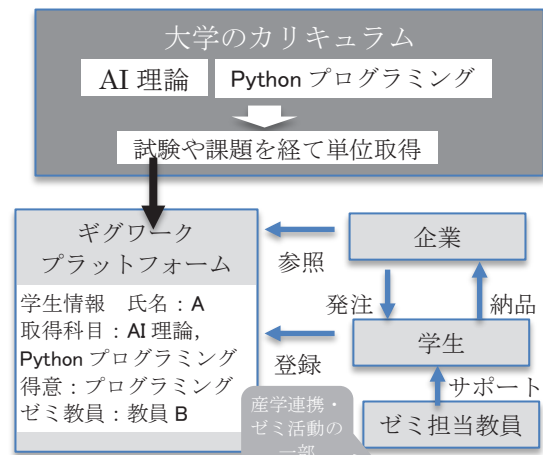 大学のカリキュラム
AI 理論
Python プログラミング
試験や課題を経て単位取得
ギグワーク
プラットフォーム
学生情報　氏名：A
取得科目：AI 理論,
Python プログラミング
得意：プログラミング
ゼミ教員：教員 B
参照
企業
発注
納品
登録
学生
サポート
産学連携・
ゼミ活動の
一部
ゼミ担当教員